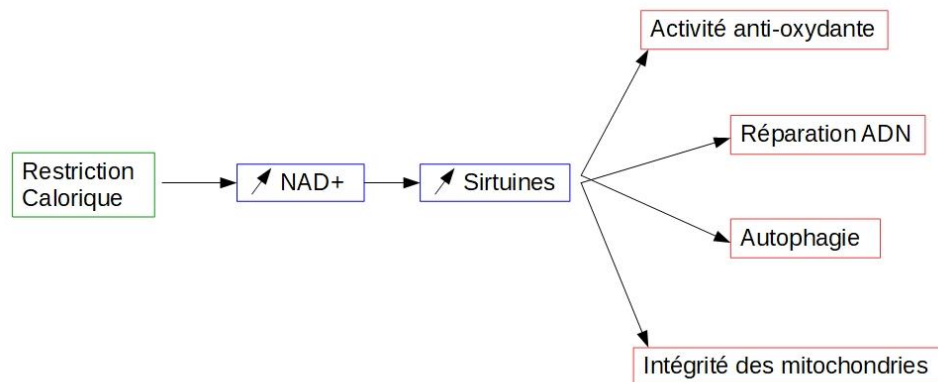 Activité anti-oxydante
Réparation ADN
Restriction
Calorique
NAD+
Sirtuines
Autophagie
Intégrité des mitochondries